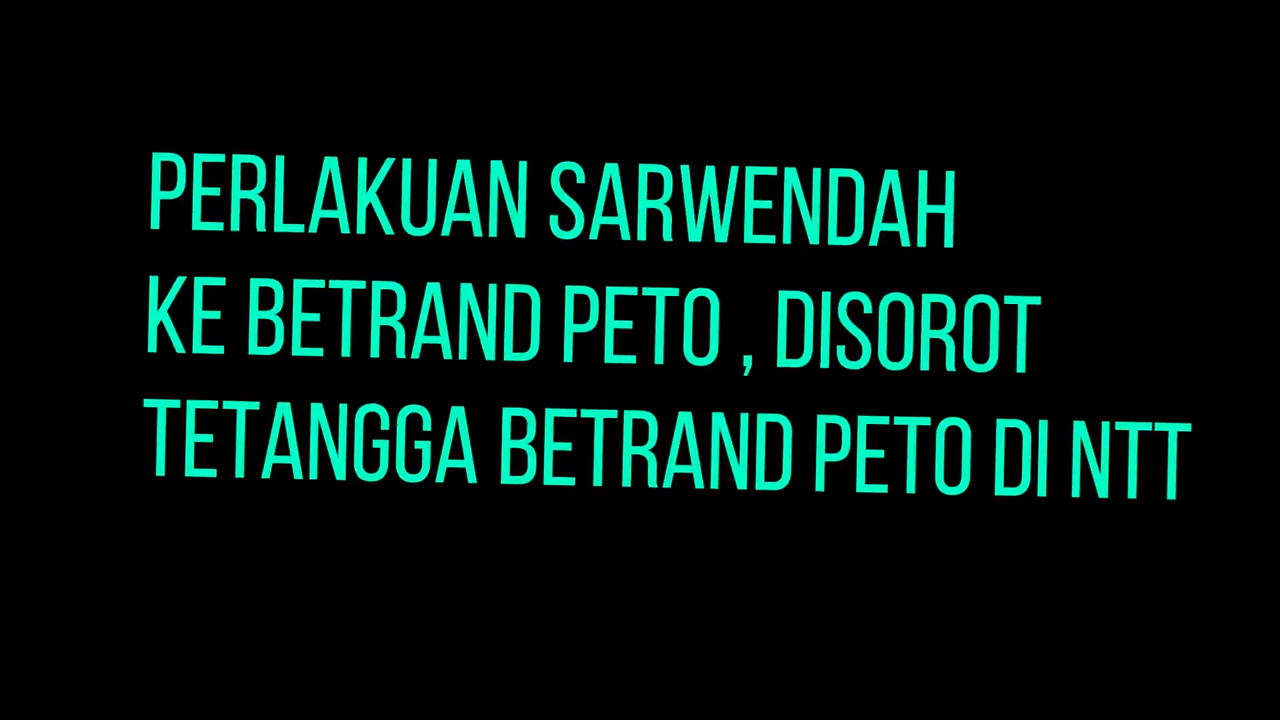 PERLAKUAN SARWENDAH
KE BETRAND PETO , DISOROT
TETANGGA BETRAND PETO DI NTT